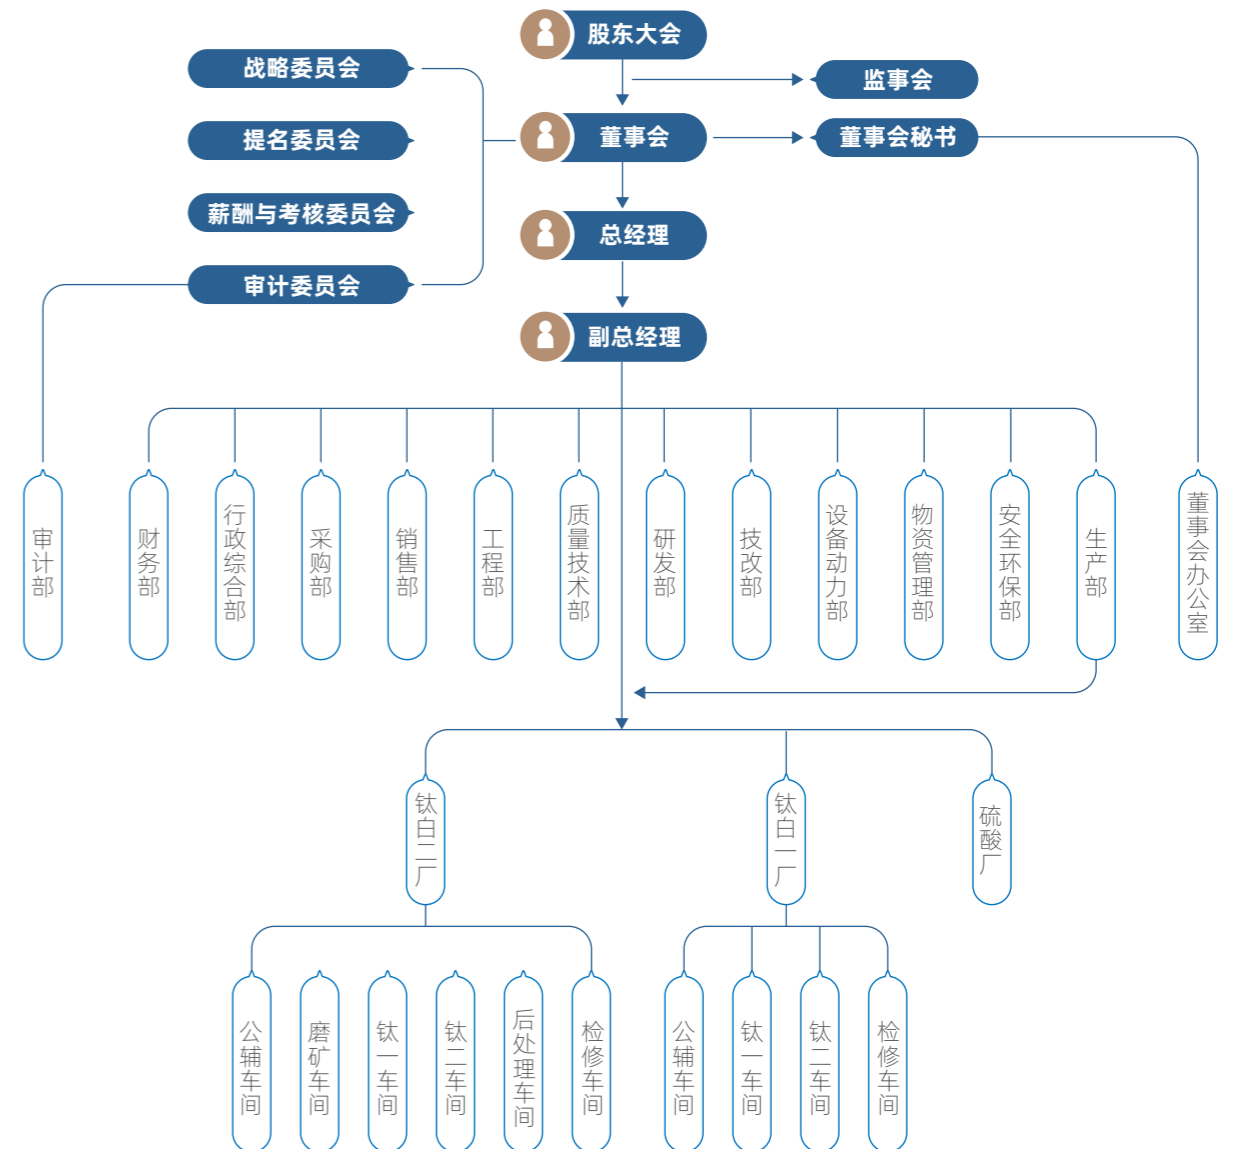 股东大会
战略委员会
监事会
提名委员会
董事会
董事会秘书
薪酬与考核委员会
总经理
审计委员会
副总经理
审计部
财务部
行政综合部
采购部
销售部
工程部
质量技术部
研发部
技改部
设备动力部
物资管理部
安全环保部
生产部
董事会办公室
钛白二厂
钛白一厂
硫酸厂
公辅车间
磨矿车间
钛一车间
钛二车间
后处理车间
检修车间
公辅车间
钛一车间
钛二车间
检修车间